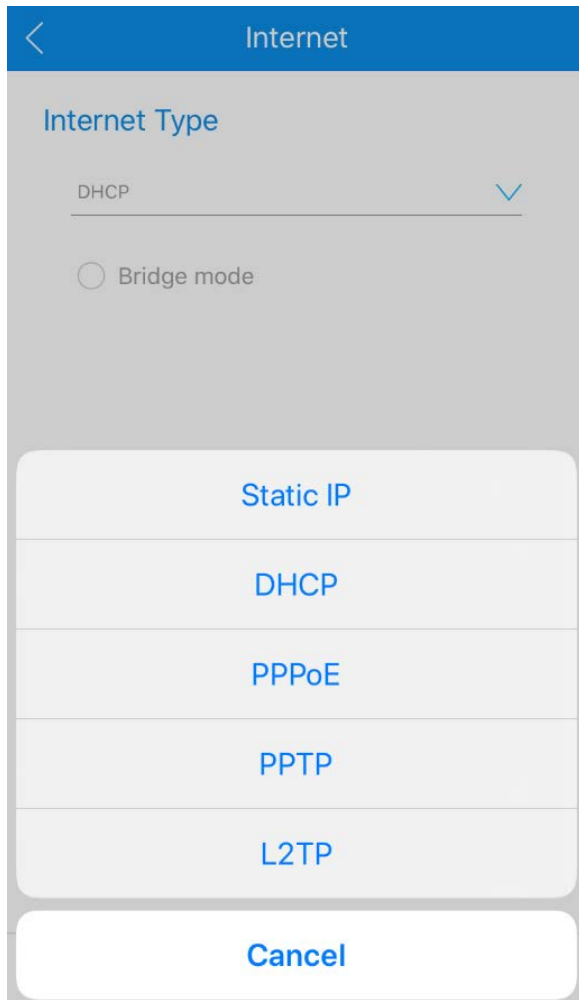 Internet
Internet Type
DHCP
Bridge mode
Static IP
DHCP
PPPoE
PPTP
L2TP
Cancel